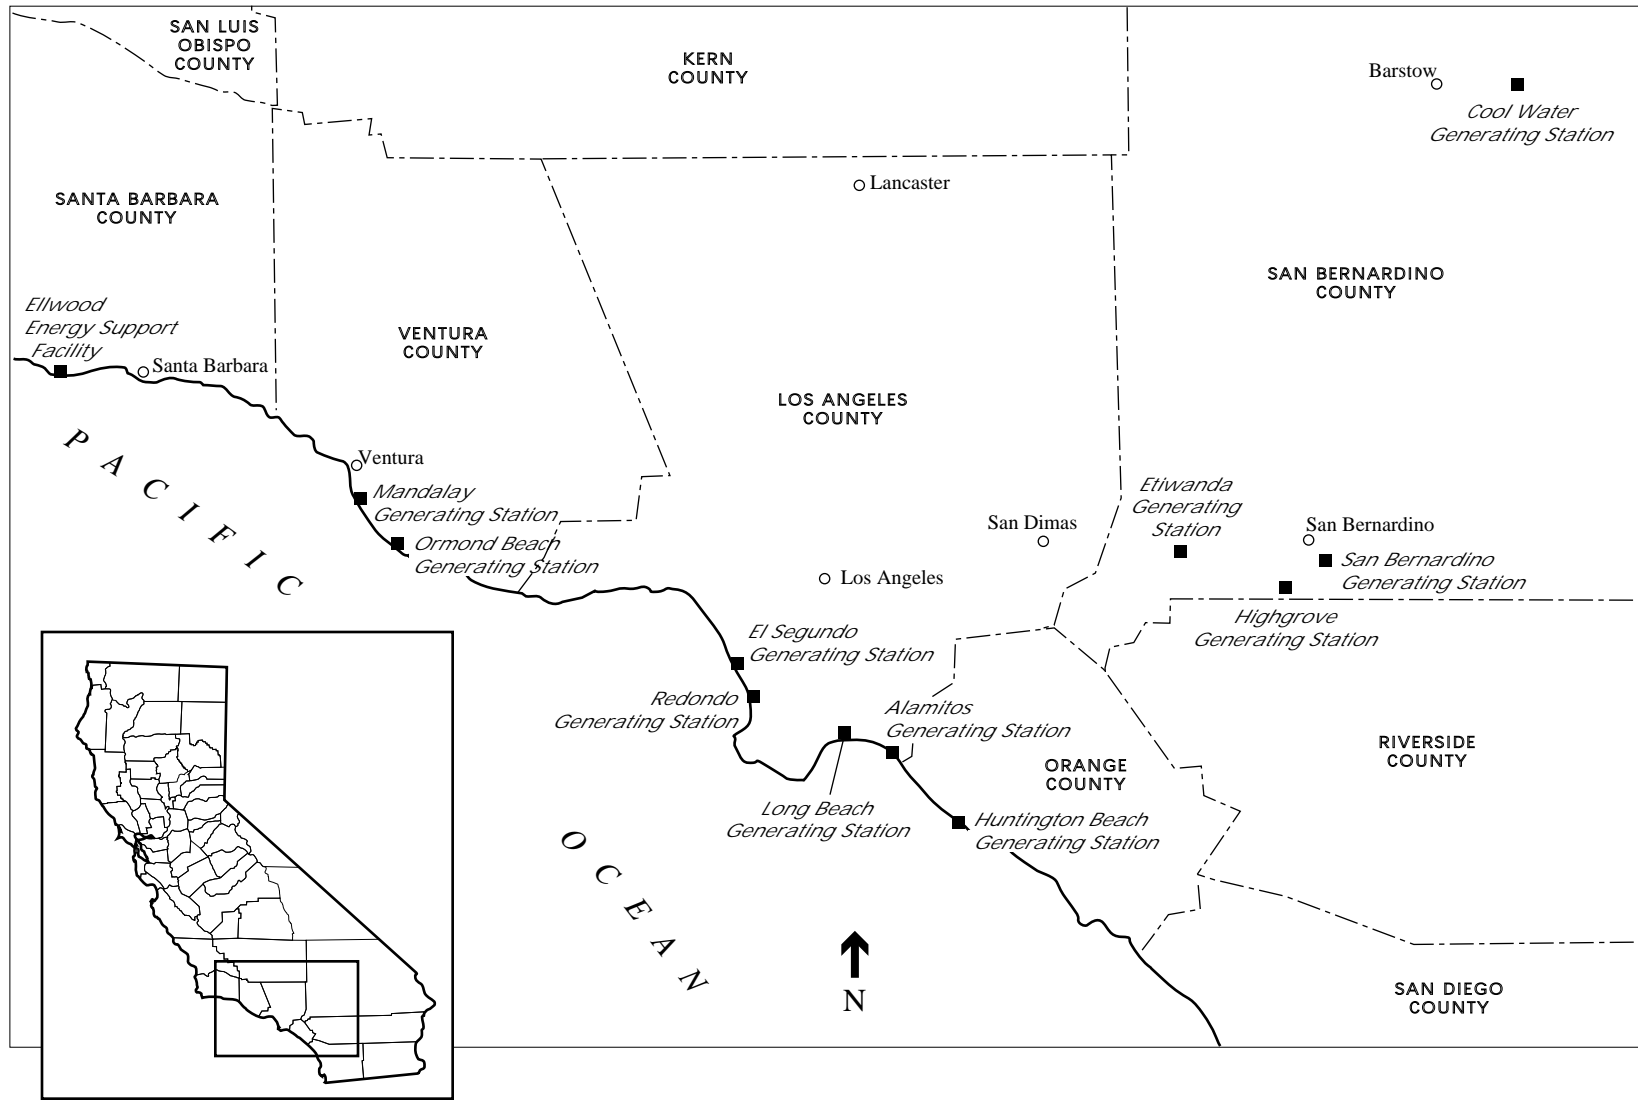 SAN LUIS
OBISPO
COUNTY
KERN
COUNTY
Barstow
Cool Water
Generating Station
SANTA BARBARA
COUNTY
Lancaster
SAN BERNARDINO
COUNTY
Ellwood
Energy Support
Facility
Santa Barbara
VENTURA
COUNTY
LOS ANGELES
COUNTY
PACIFIC
Ventura
Mandalay
Generating Station
Ormond Beach
Generating Station
San Dimas
Los Angeles
Etiwanda
Generating
Station
San Bernardino
San Bernardino
Generating Station
Highgrove
Generating Station
El Segundo
Generating Station
Redondo
Generating Station
Alamitos
Generating Station
ORANGE
COUNTY
RIVERSIDE
COUNTY
Long Beach
Generating Station
Huntington Beach
Generating Station
OCEAN
N
SAN DIEGO
COUNTY